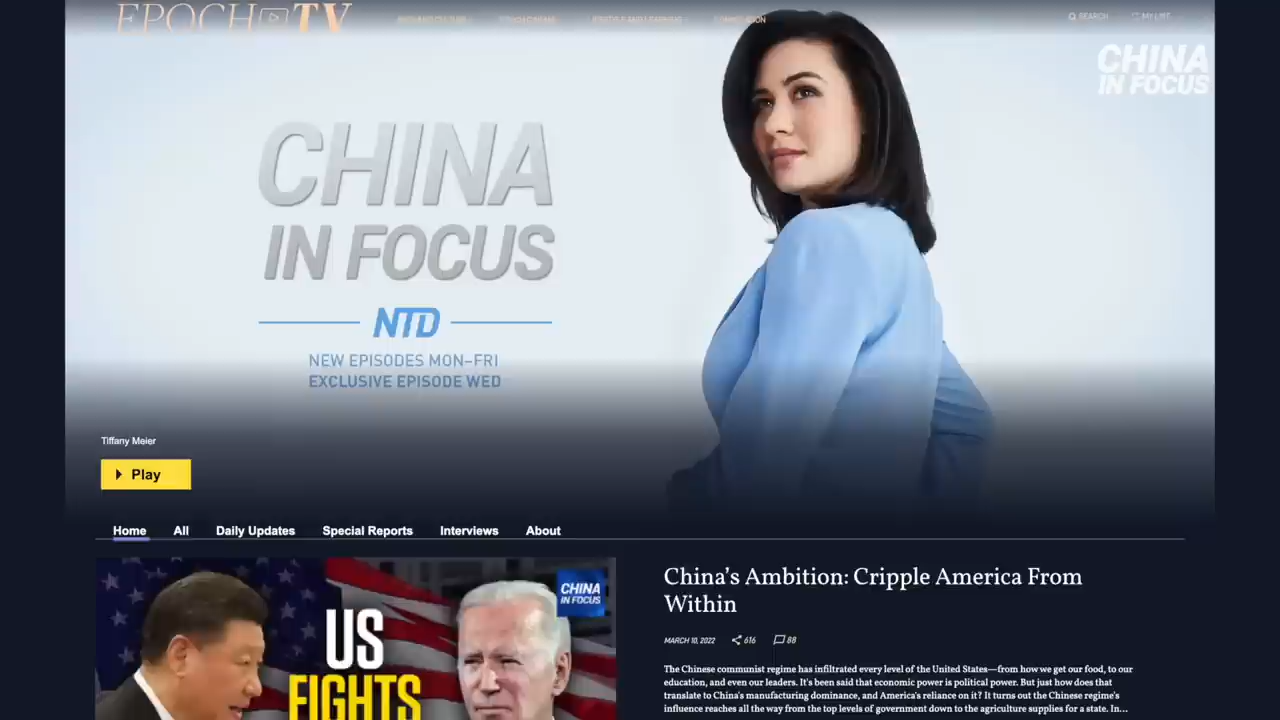 EPOCH TV
SEARCH
MY LIST
CHINA
IN FOCUS
CHINA
IN FOCUS
NTD
NEW EPISODES MON–FRI
EXCLUSIVE EPISODE WED
Tiffany Meier
Play
Home All Daily Updates Special Reports Interviews About
CHINA
IN FOCUS
US
FIGHTS
China's Ambition: Cripple America From
Within
MARCH 10, 2022 616 88
The Chinese communist regime has infiltrated every level of the United States—from how we get our food, to our
education, and even our leaders. It's been said that economic power is political power. But just how does that
translate to China's manufacturing dominance, and America's reliance on it? It turns out the Chinese regime's
influence reaches all the way from the top levels of government down to the agriculture supplies for a state. In...